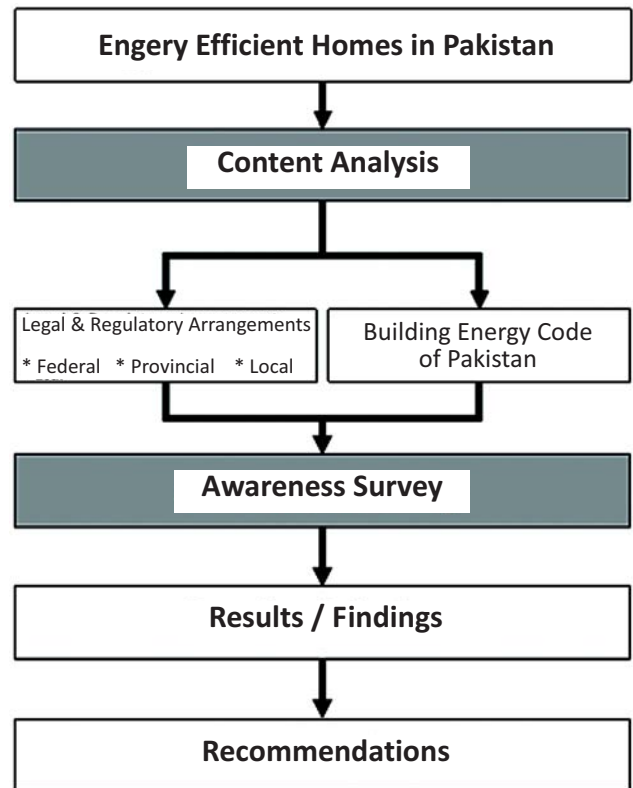 Engery Efficient Homes in Pakistan
Content Analysis
Legal & Regulatory Arrangements
* Federal * Provincial * Local
Building Energy Code
of Pakistan
Awareness Survey
Results / Findings
Recommendations